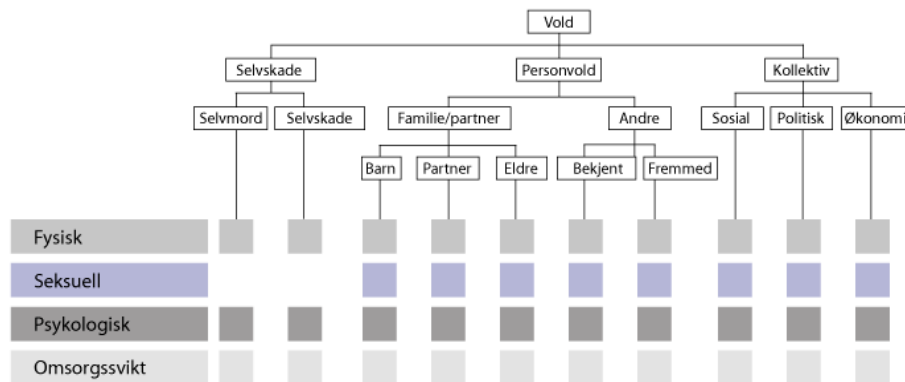 Vold
Selvskade
Personvold
Kollektiv
Selvmord
Selvskade
Familie/partner
Andre
Sosial
Politisk
Økonomi
Barn
Partner
Eldre
Bekjent
Fremmed
Fysisk
Seksuell
Psykologisk
Omsorgssvikt